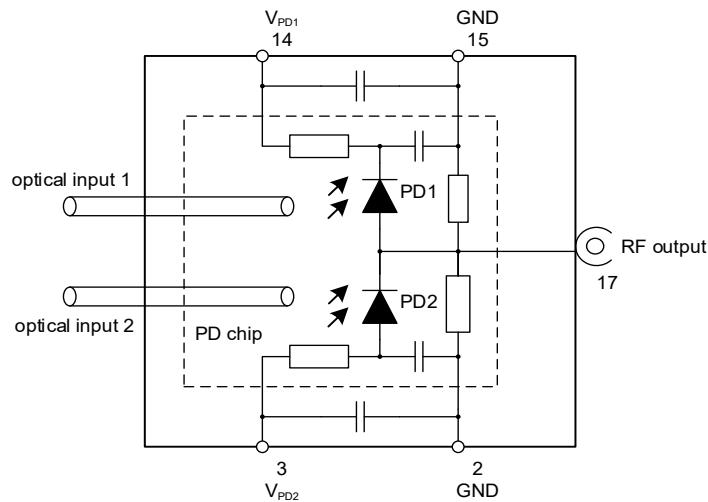 V_PD1
GND
14
15
optical input 1
PD1
RF output
17
PD2
optical input 2
PD chip
3
2
V_PD2
GND